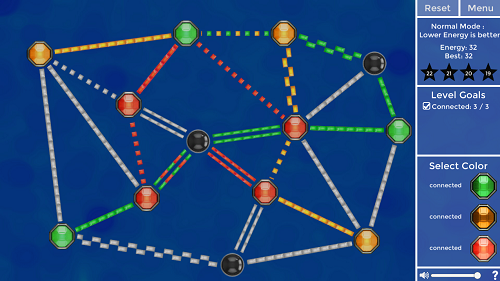 Reset Menu
Normal Mode :
Lower Energy is better
Energy: 32
Best: 32
22 21 20 19
Level Goals
Connected: 3 / 3
Select Color
connected
connected
connected
?